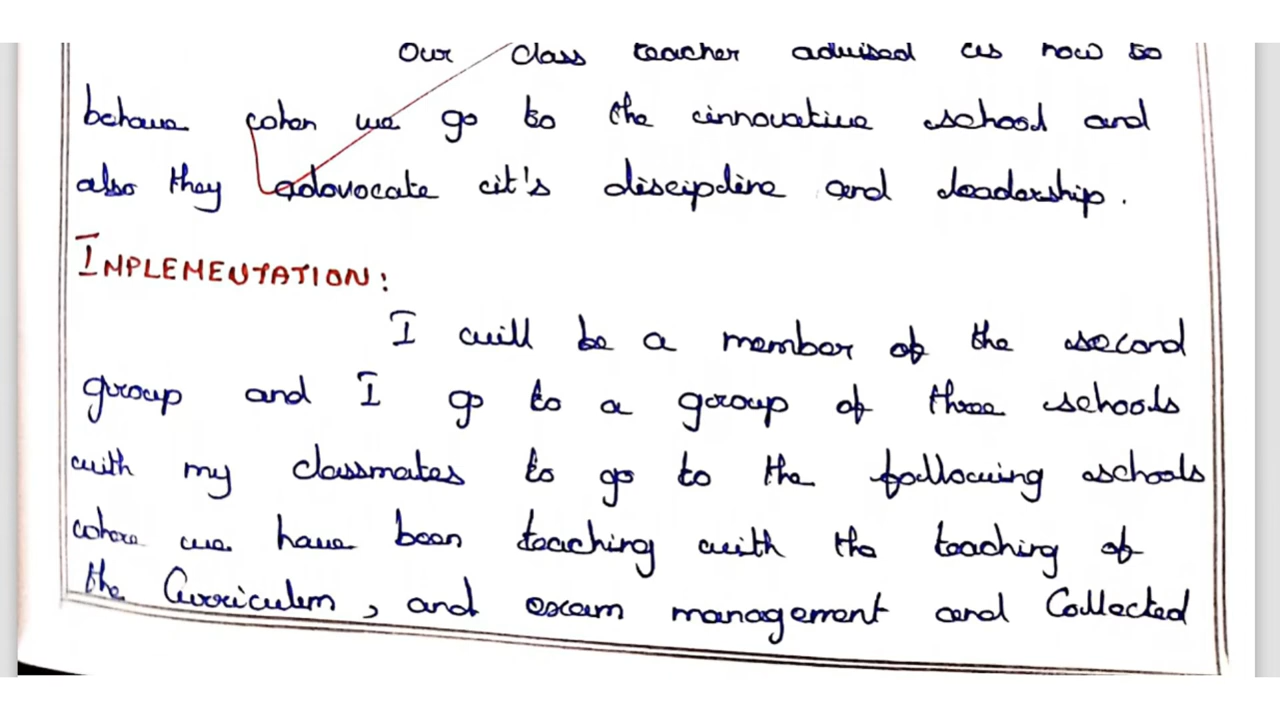 Our class teacher advised us how to
behave when we go to the innovative school and
also they adovocate it's discipline and leadership.
IMPLEMENTATION:
I will be a member of the second
group and I go to a group of three schools
with my classmates to go to the following schools
where we have been teaching with the teaching of
the Curriculem, and exam management and Collected